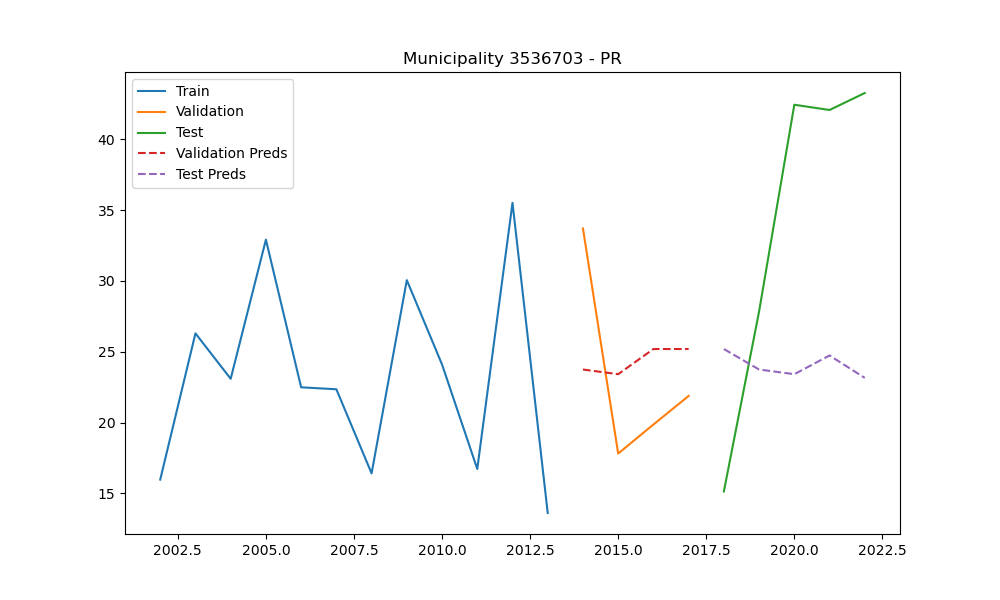 Municipality 3536703 - PR
Train
Validation
Test
Validation Preds
Test Preds
40
35
30
25
20
15
2002.5 2005.0 2007.5 2010.0 2012.5 2015.0 2017.5 2020.0 2022.5